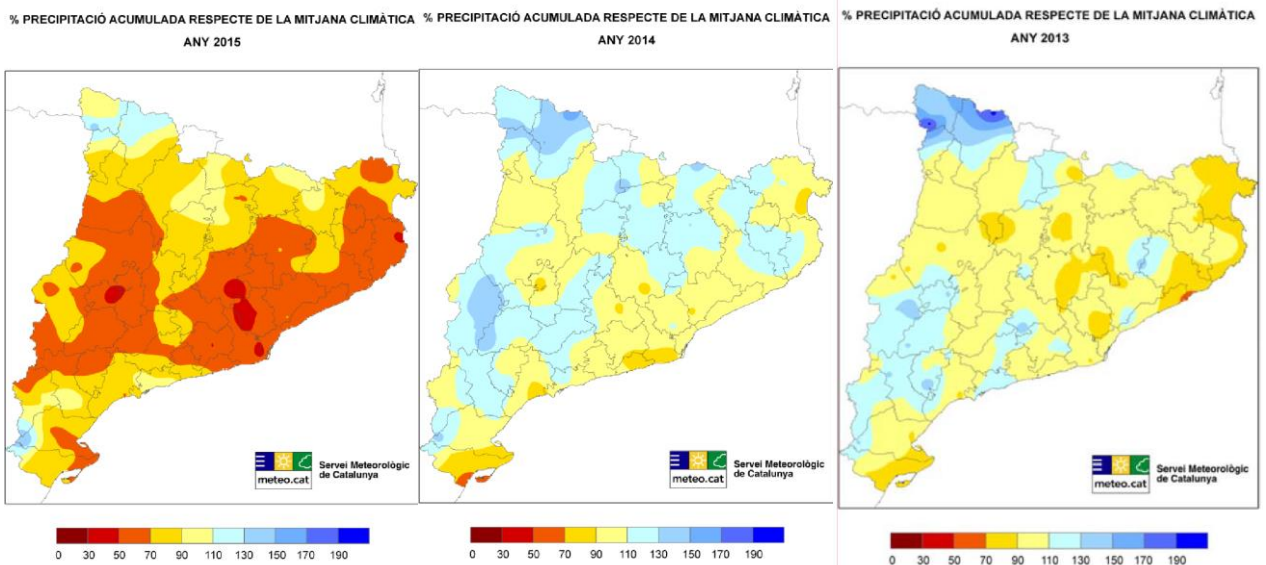 % PRECIPITACIÓ ACUMULADA RESPECTE DE LA MITJANA CLIMÀTICA
ANY 2015
Servei Meteorològic
de Catalunya
meteo.cat
0 30 50 70 90 110 130 150 170 190
% PRECIPITACIÓ ACUMULADA RESPECTE DE LA MITJANA CLIMÀTICA
ANY 2014
Servei Meteorològic
de Catalunya
meteo.cat
0 30 50 70 90 110 130 150 170 190
% PRECIPITACIÓ ACUMULADA RESPECTE DE LA MITJANA CLIMÀTICA
ANY 2013
Servei Meteorològic
de Catalunya
meteo.cat
0 30 50 70 90 110 130 150 170 190